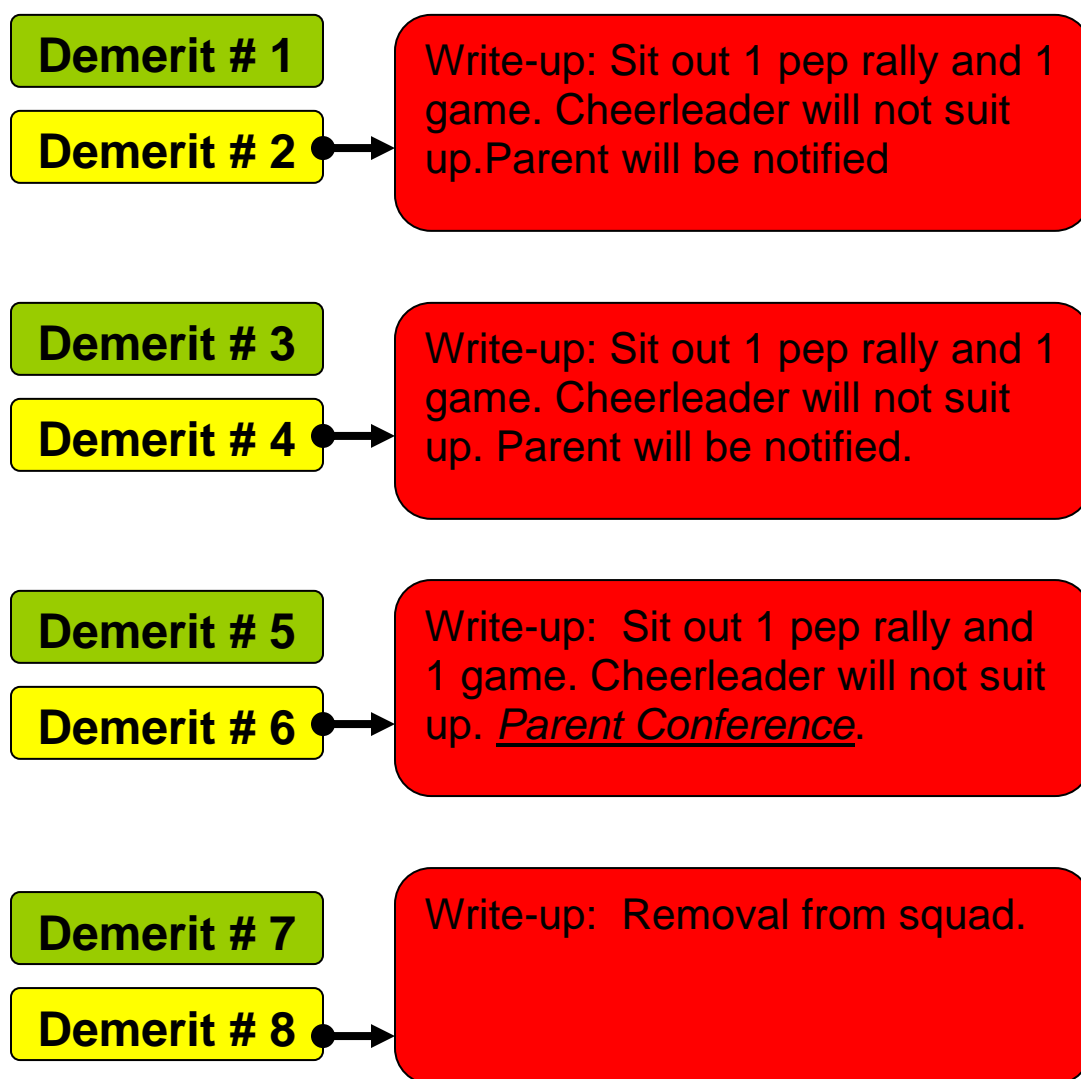 Demerit # 1
Demerit # 2
Write-up: Sit out 1 pep rally and 1
game. Cheerleader will not suit
up.Parent will be notified
Demerit # 3
Demerit # 4
Write-up: Sit out 1 pep rally and 1
game. Cheerleader will not suit
up. Parent will be notified.
Demerit # 5
Demerit # 6
Write-up:  Sit out 1 pep rally and
1 game. Cheerleader will not suit
up. Parent Conference.
Demerit # 7
Demerit # 8
Write-up:  Removal from squad.